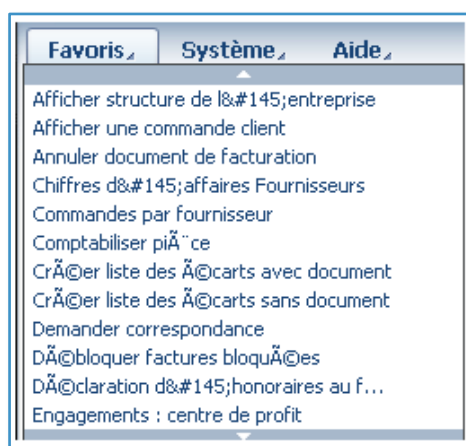 Favoris Système Aide
Afficher structure de l&#145;entreprise
Afficher une commande client
Annuler document de facturation
Chiffres d&#145;affaires Fournisseurs
Commandes par fournisseur
Comptabiliser piÃ¨ce
CrÃ©er liste des Ã©carts avec document
CrÃ©er liste des Ã©carts sans document
Demander correspondance
DÃ©bloquer factures bloquÃ©es
DÃ©claration d&#145;honoraires au f...
Engagements : centre de profit